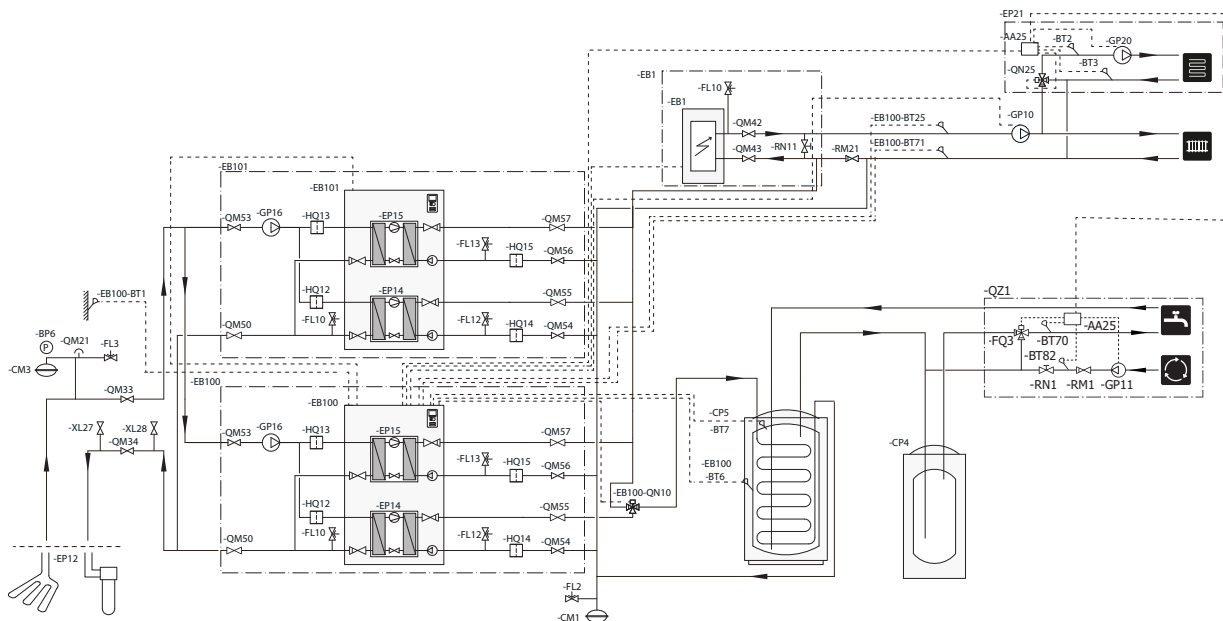 -EP21
-AA25
-BT2
-GP20
-BT3
-QN25
-EB1
-FL10
-EB1
-QM42
-QM43
-RN11
-EB100-BT25
-EB100-BT71
-RM21
-GP10
-EB101
-EB101
-QM53
-GP16
-HQ13
-EP15
-QM57
-FL13
-HQ15
-QM56
-HQ12
-EP14
-QM55
-FL10
-FL12
-HQ14
-QM54
-QM50
-EB100-BT1
-BP6
-QM21
-FL3
-CM3
-QM33
-XL27
-XL28
-QM34
-EP12
-EB100
-EB100
-QM53
-GP16
-HQ13
-EP15
-QM57
-FL13
-HQ15
-QM56
-HQ12
-EP14
-QM55
-FL10
-FL12
-HQ14
-QM54
-QM50
-EB100-QN10
-FL2
-CM1
-CP5
-BT7
-EB100
-BT6
-CP4
-QZ1
-FQ3
-BT70
-AA25
-BT82
-RN1
-RM1
-GP11
P